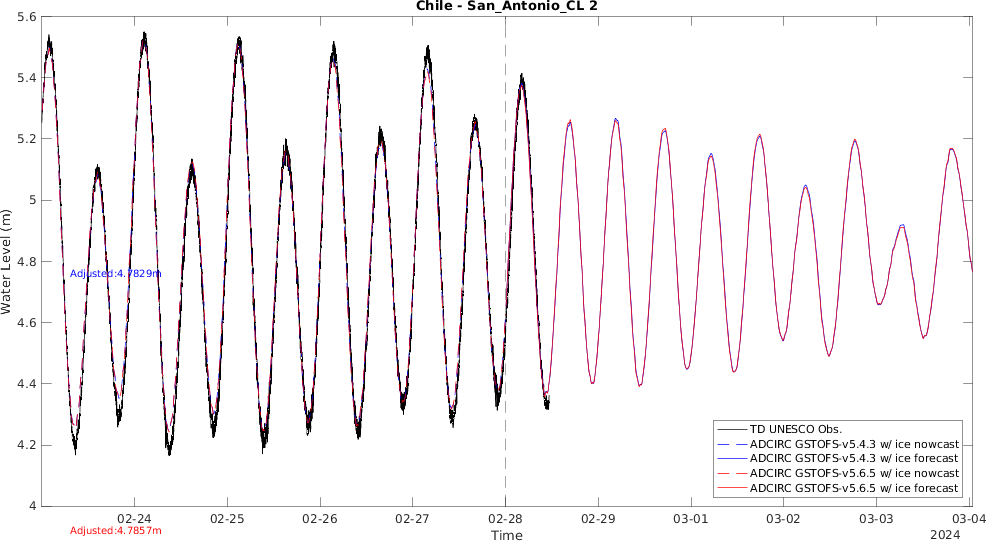 Chile - San_Antonio_CL 2
5.6
5.4
5.2
5
4.8
4.6
4.4
4.2
4
Water Level (m)
Adjusted:4.7829m
Adjusted:4.7857m
TD UNESCO Obs.
ADCIRC GSTOFS-v5.4.3 w/ ice nowcast
ADCIRC GSTOFS-v5.4.3 w/ ice forecast
ADCIRC GSTOFS-v5.6.5 w/ ice nowcast
ADCIRC GSTOFS-v5.6.5 w/ ice forecast
02-24 02-25 02-26 02-27 02-28 02-29 03-01 03-02 03-03 03-04
Time
2024